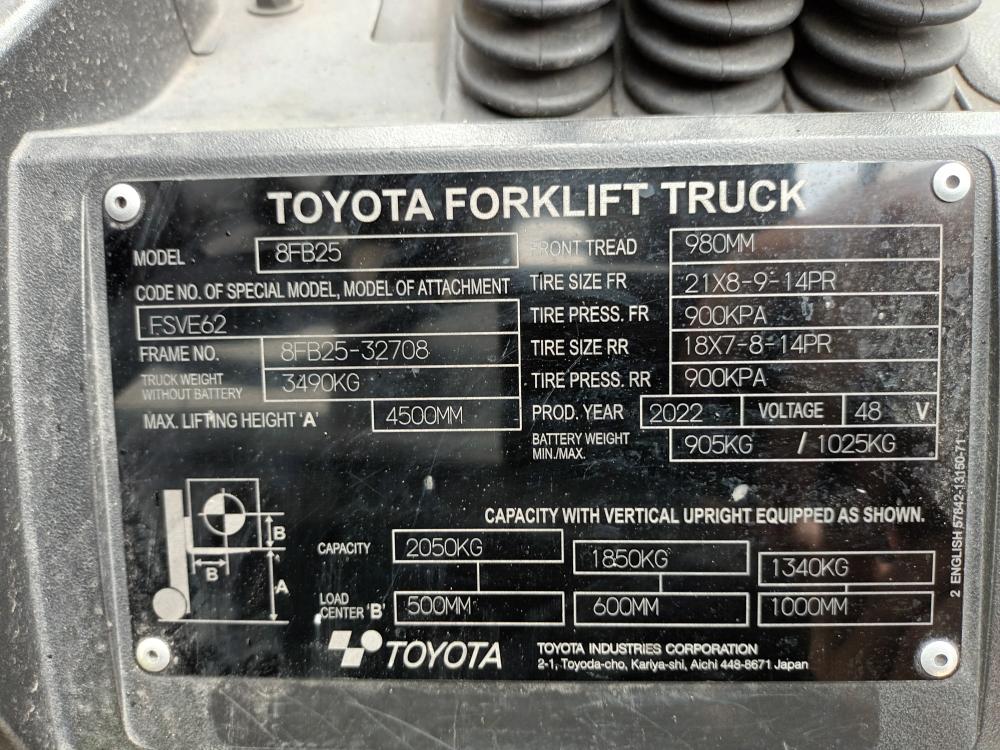 TOYOTA FORKLIFT TRUCK
MODEL 8FB25
CODE NO. OF SPECIAL MODEL, MODEL OF ATTACHMENT
FSVE62
FRAME NO. 8FB25-32708
TRUCK WEIGHT WITHOUT BATTERY 3490KG
MAX. LIFTING HEIGHT 'A' 4500MM
FRONT TREAD 980MM
TIRE SIZE FR 21X8-9-14PR
TIRE PRESS. FR 900KPA
TIRE SIZE RR 18X7-8-14PR
TIRE PRESS. RR 900KPA
PROD. YEAR 2022 VOLTAGE 48 V
BATTERY WEIGHT MIN./MAX. 905KG / 1025KG
B
B
A
CAPACITY WITH VERTICAL UPRIGHT EQUIPPED AS SHOWN.
CAPACITY 2050KG 1850KG 1340KG
LOAD CENTER 'B' 500MM 600MM 1000MM
TOYOTA
TOYOTA INDUSTRIES CORPORATION
2-1, Toyoda-cho, Kariya-shi, Aichi 448-8671 Japan
2 ENGLISH 57842-13150-71